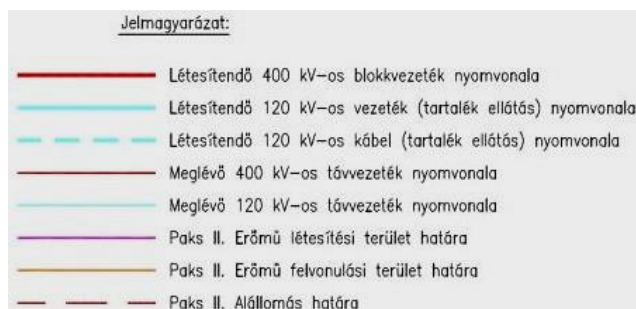 Jelmagyarázat:
Létesítendő 400 kV-os blokkvezeték nyomvonala
Létesítendő 120 kV-os vezeték (tartalék ellátás) nyomvonala
Létesítendő 120 kV-os kábel (tartalék ellátás) nyomvonala
Meglévő 400 kV-os távvezeték nyomvonala
Meglévő 120 kV-os távvezeték nyomvonala
Paks II. Erőmű létesítési terület határa
Paks II. Erőmű felvonulási terület határa
Paks II. Alállomás határa